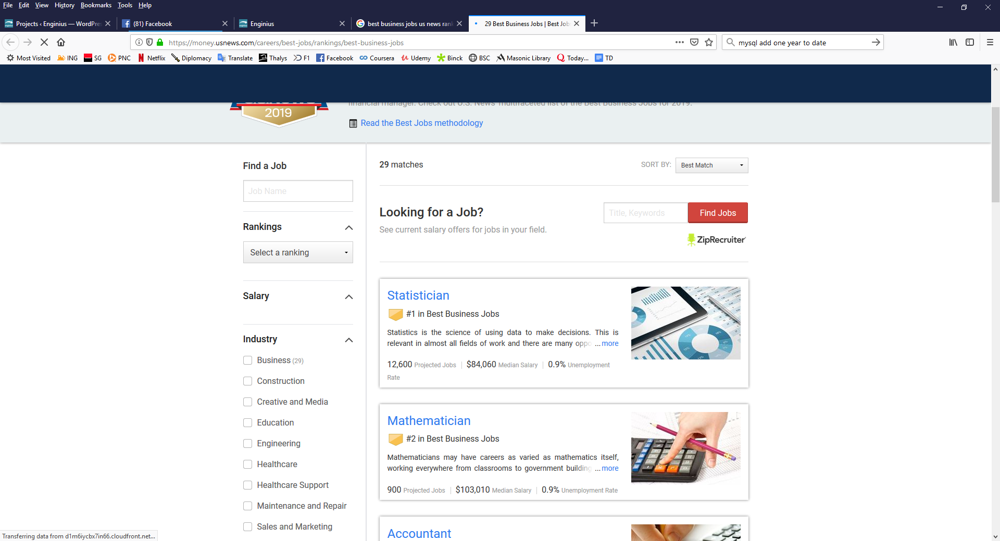 File Edit View History Bookmarks Tools Help
Projects ‹ Enginius — WordPre
(81) Facebook
Enginius
best business jobs us news rank
29 Best Business Jobs | Best Job
https://money.usnews.com/careers/best-jobs/rankings/best-business-jobs
mysql add one year to date
Most Visited ING SG PNC Netflix Diplomacy Translate Thalys F1 Facebook Coursera Udemy Binck BSC Masonic Library Today... TD
financial manager. Check out U.S. News' multifaceted list of the Best Business Jobs for 2019.
2019
Read the Best Jobs methodology
Find a Job
Job Name
Rankings
Select a ranking
Salary
Industry
Business (29)
Construction
Creative and Media
Education
Engineering
Healthcare
Healthcare Support
Maintenance and Repair
Sales and Marketing
29 matches
SORT BY: Best Match
Looking for a Job?
See current salary offers for jobs in your field.
Title, Keywords
Find Jobs
ZipRecruiter
Statistician
#1 in Best Business Jobs
Statistics is the science of using data to make decisions. This is
relevant in almost all fields of work and there are many oppo ...more
12,600 Projected Jobs | $84,060 Median Salary | 0.9% Unemployment
Rate
Mathematician
#2 in Best Business Jobs
Mathematicians may have careers as varied as mathematics itself,
working everywhere from classrooms to government building ...more
900 Projected Jobs | $103,010 Median Salary | 0.9% Unemployment Rate
Accountant
Transferring data from d1m6iycbx7in66.cloudfront.net...